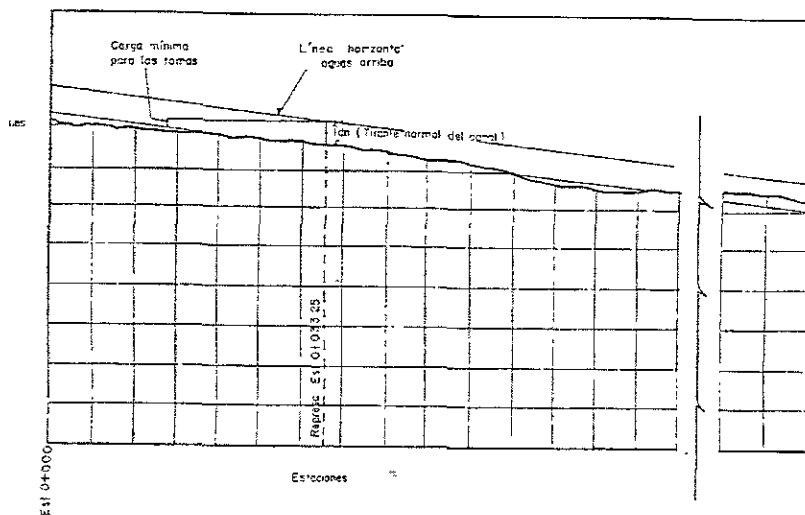 Carga mínima
para las tomas
Línea horizontal
aguas arriba
dn (Tirante normal del canal)
Represa Est 0+033.25
Estaciones
Est 0+000